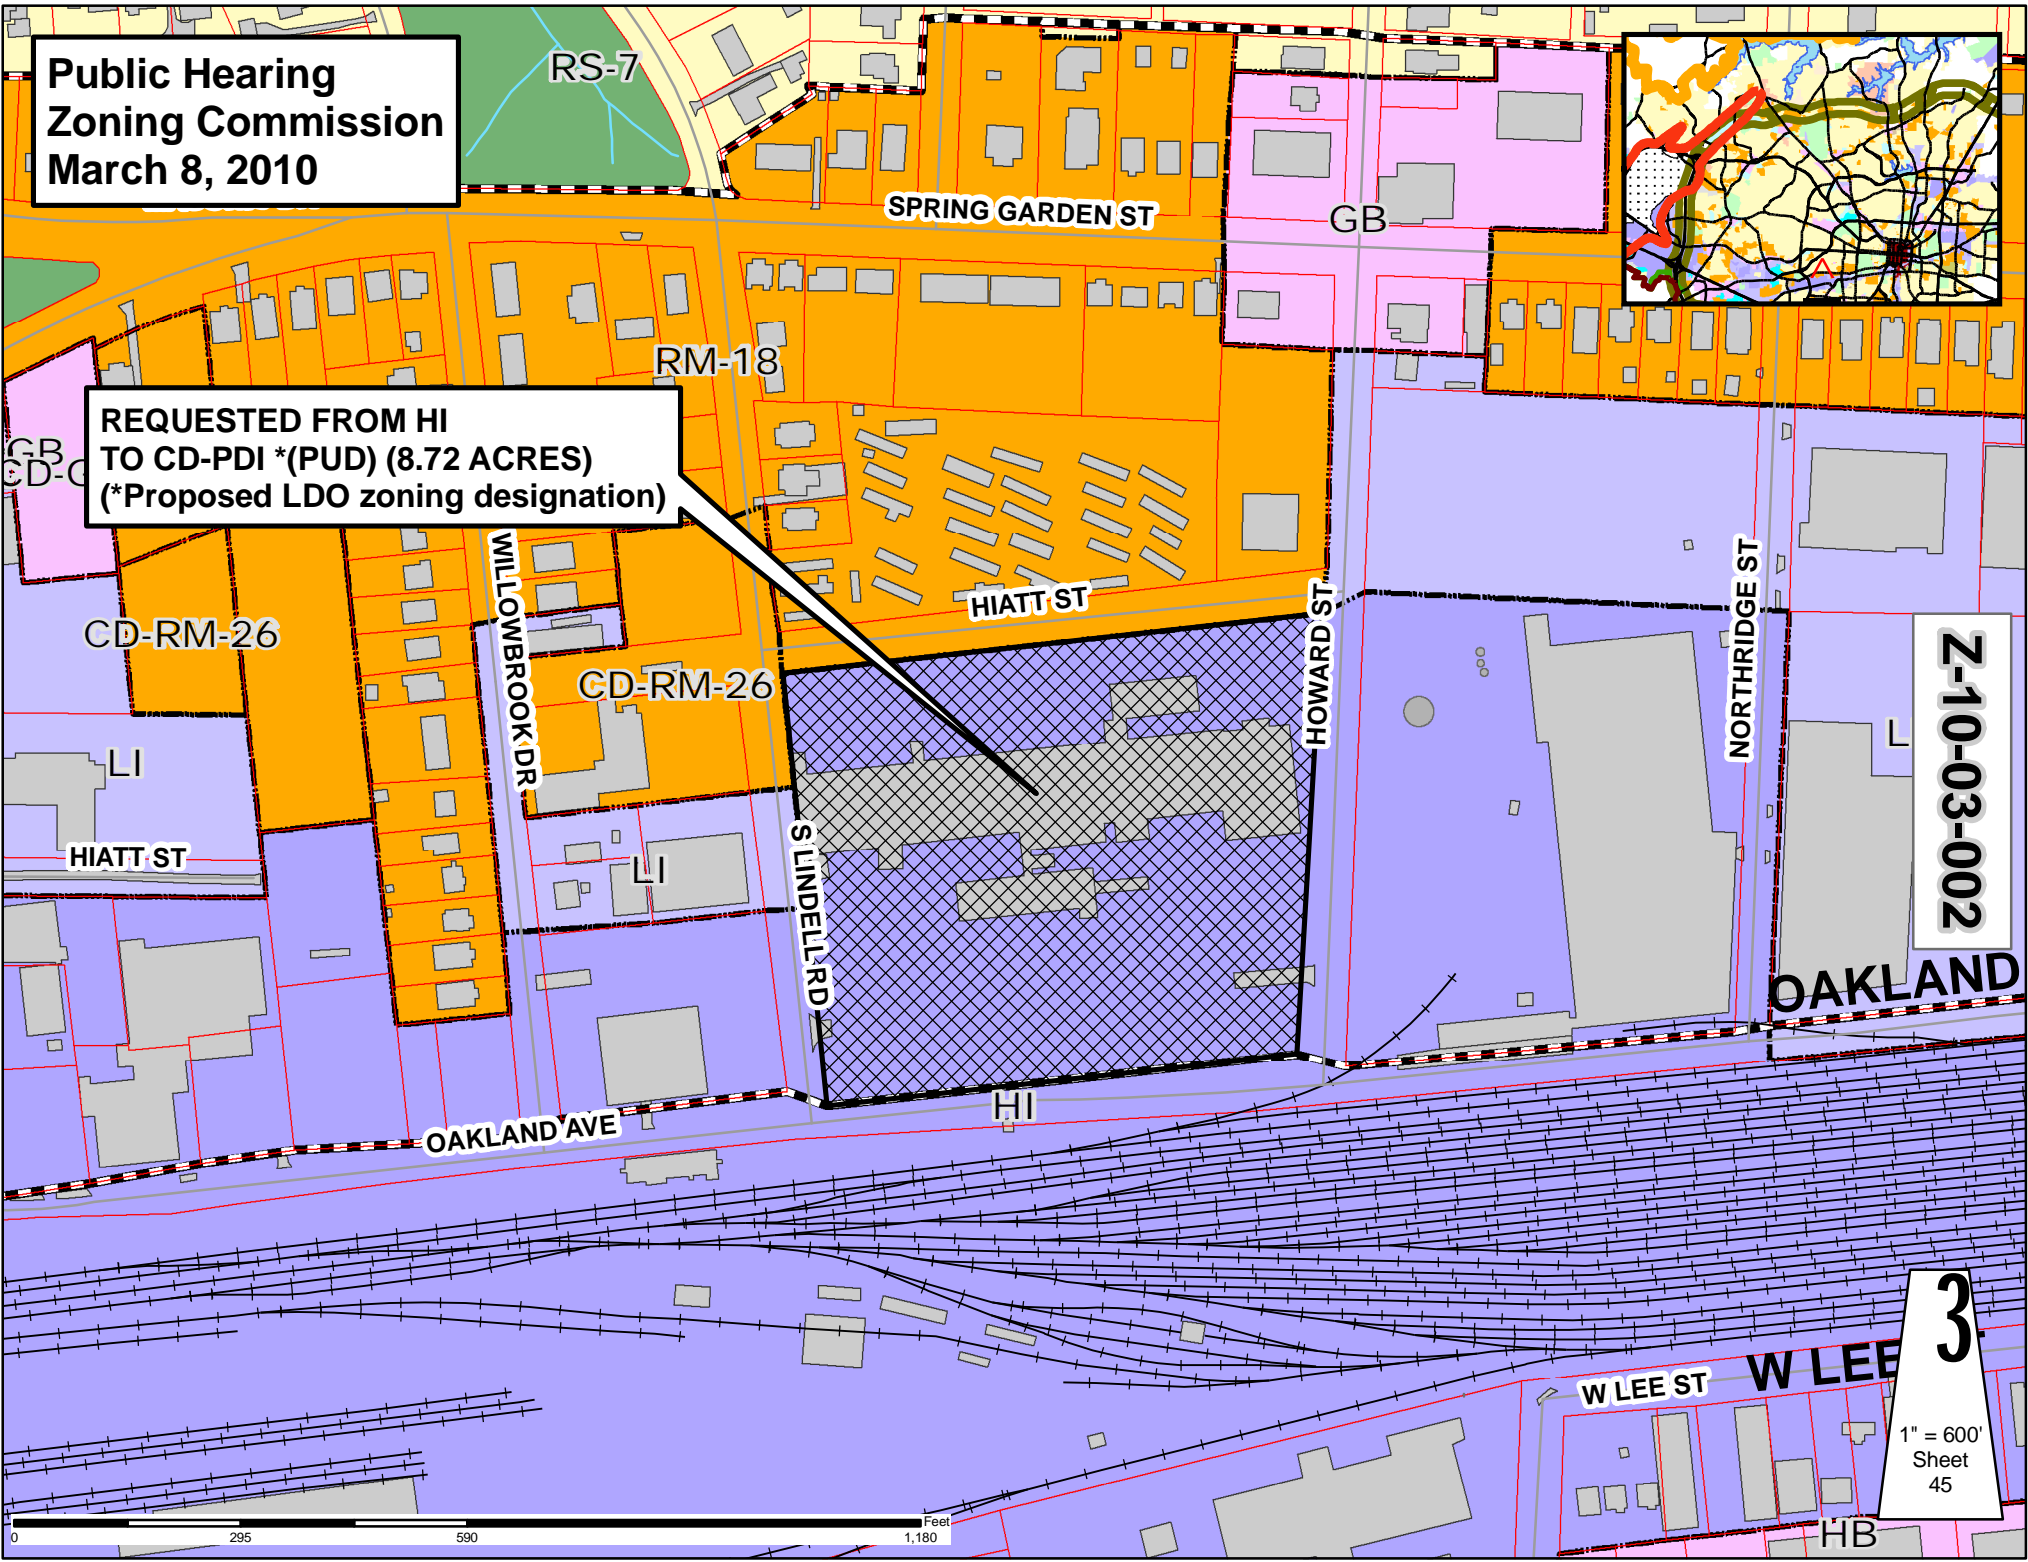 Public Hearing
Zoning Commission
March 8, 2010
RS-7
SPRING GARDEN ST
GB
RM-18
REQUESTED FROM HI
TO CD-PDI *(PUD) (8.72 ACRES)
(*Proposed LDO zoning designation)
GB
WILLOWBROOK DR
HIATT ST
HOWARD ST
NORTHRIDGE ST
CD-RM-26
CD-RM-26
Z-10-03-002
LI
LI
HIATT ST
S LINDELL RD
OAKLAND
HI
OAKLAND AVE
3
W LEE
W LEE ST
1" = 600'
Sheet
45
HB
Feet
0 295 590 1,180